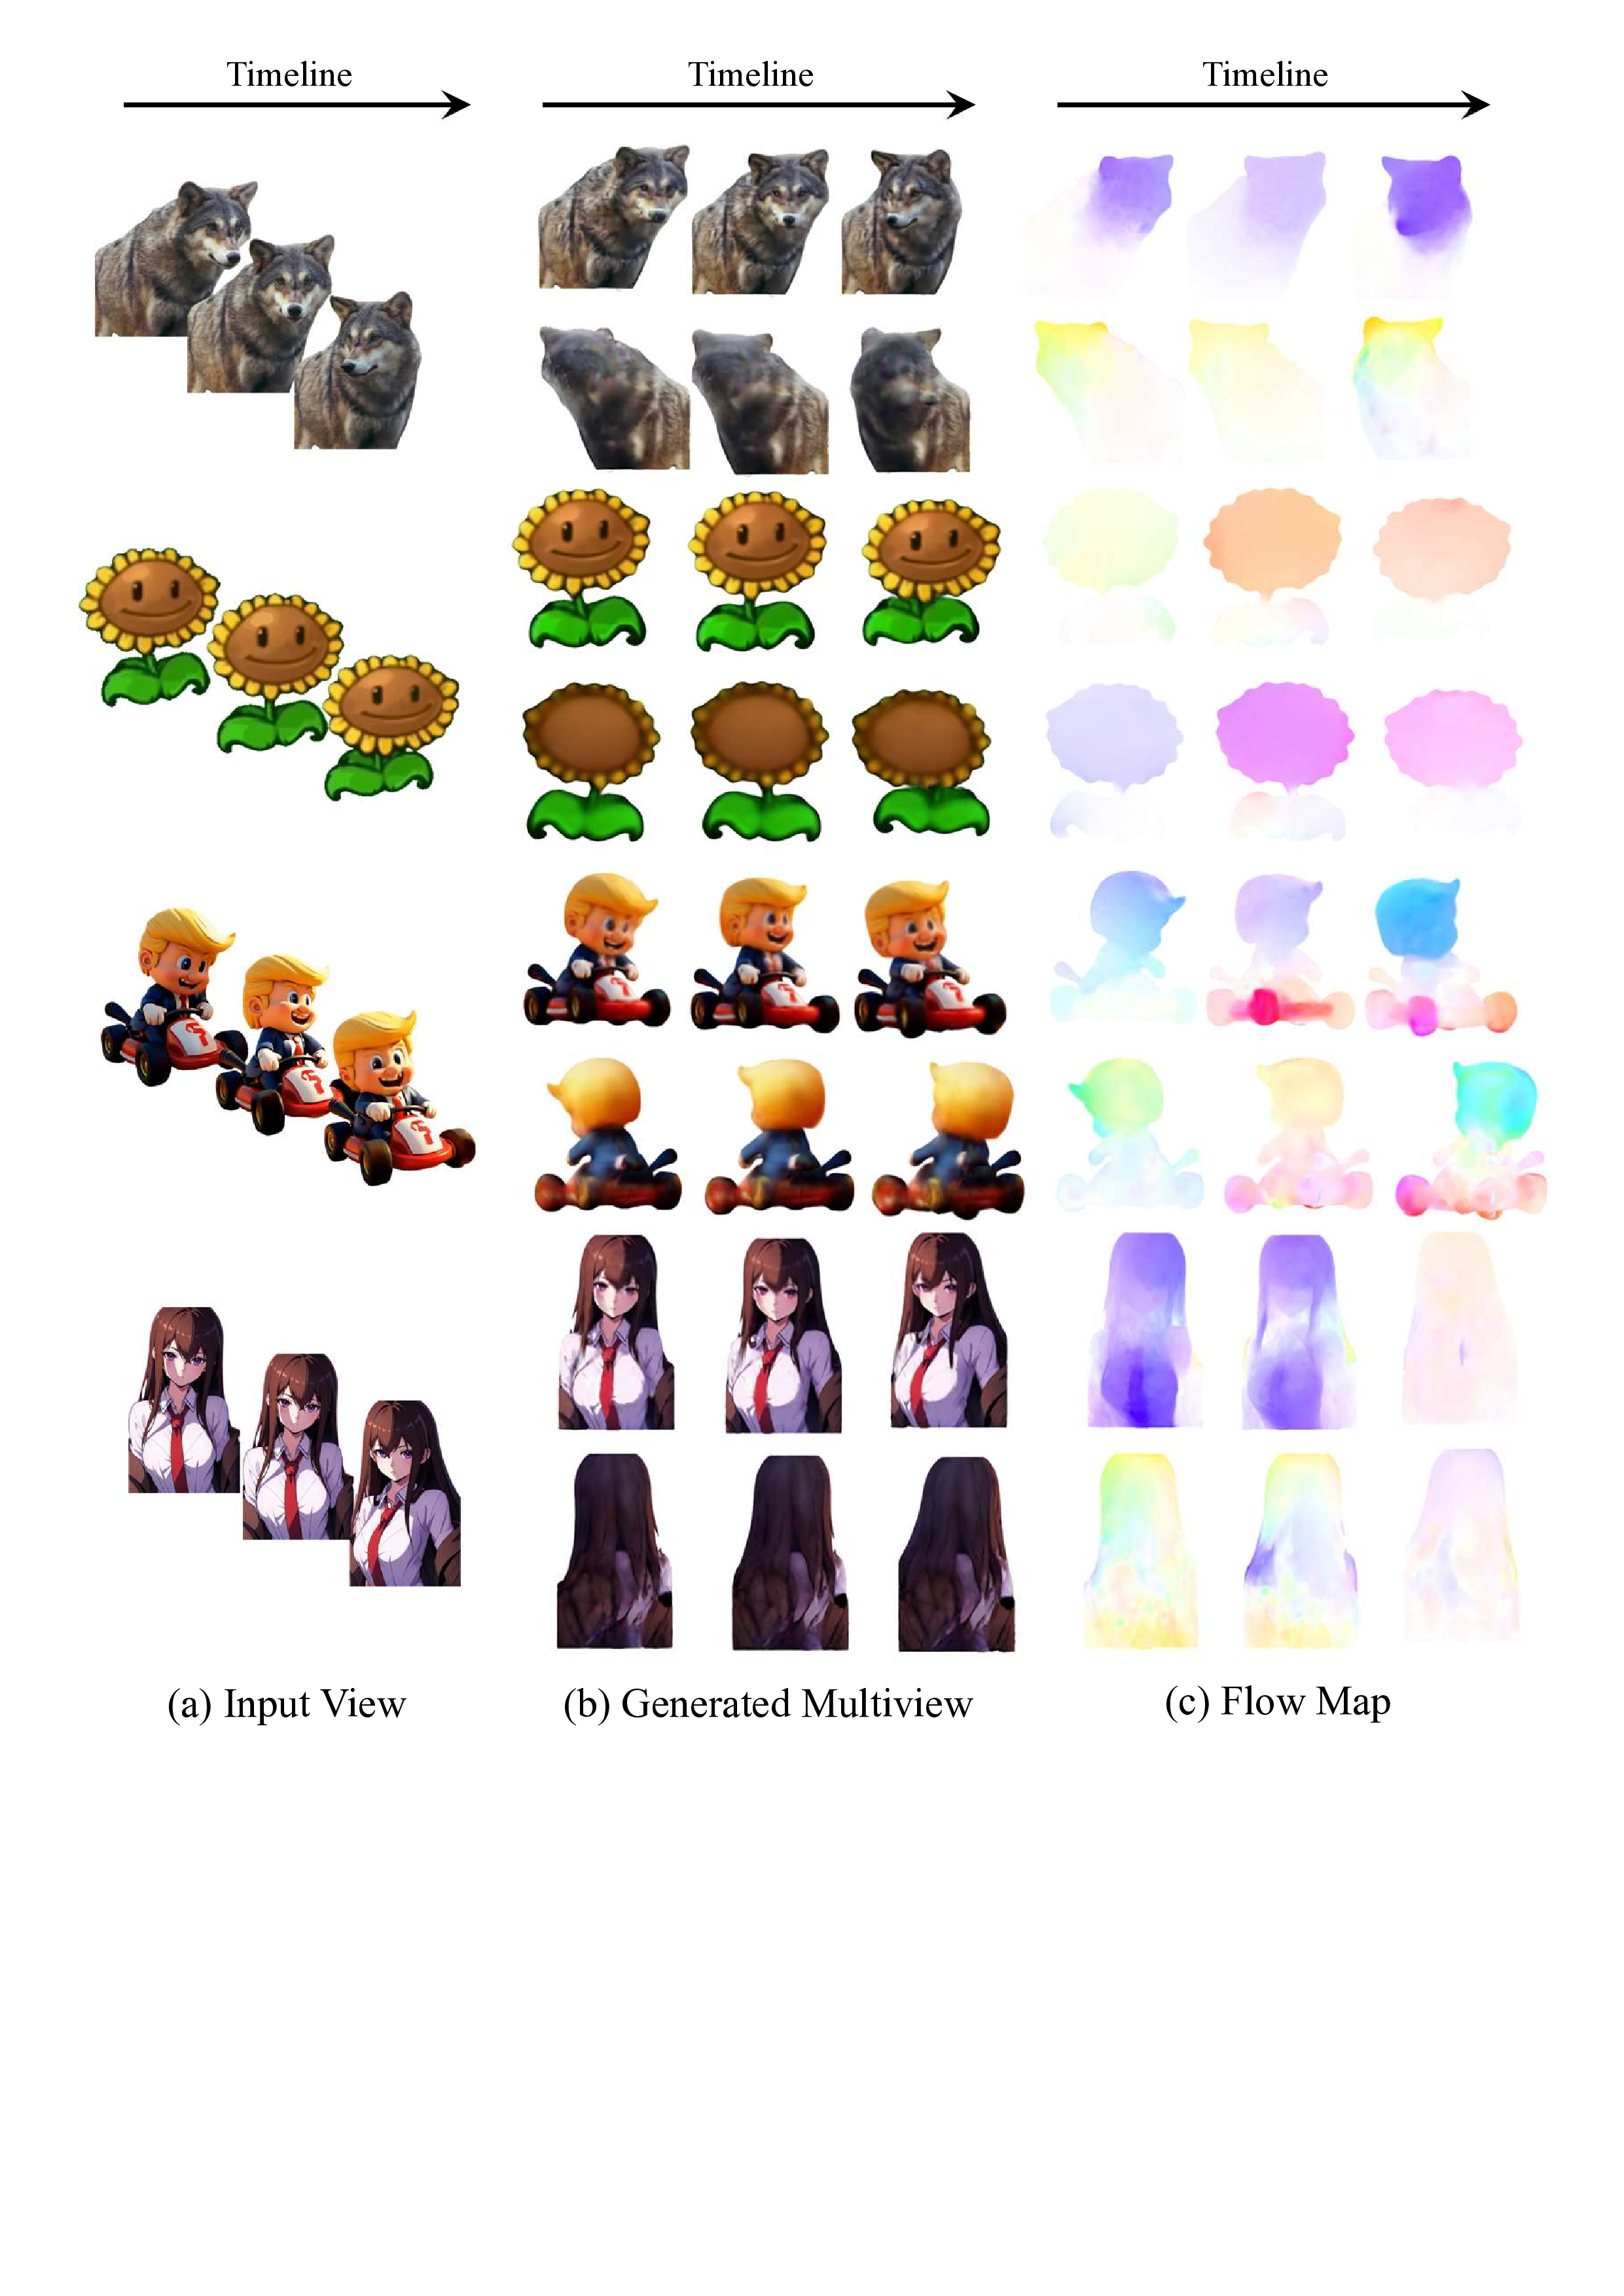 Timeline
Timeline
Timeline
(a) Input View
(b) Generated Multiview
(c) Flow Map